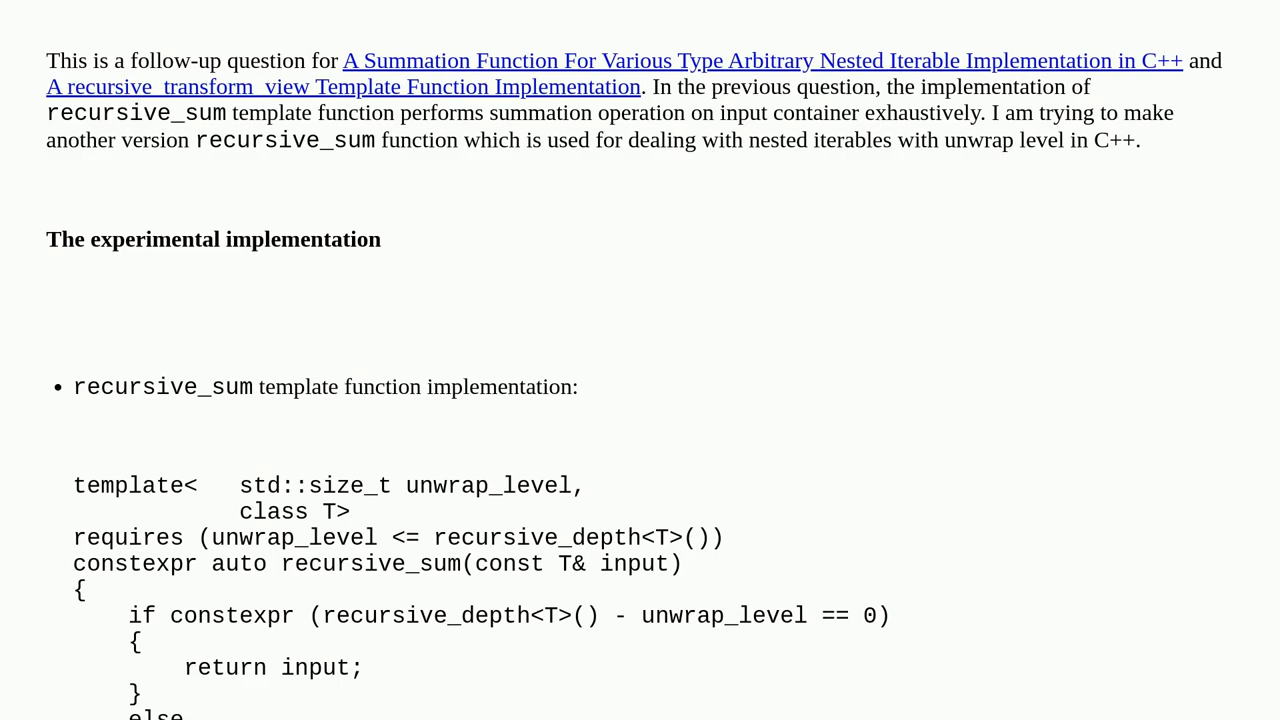 This is a follow-up question for A Summation Function For Various Type Arbitrary Nested Iterable Implementation in C++ and
A recursive_transform_view Template Function Implementation. In the previous question, the implementation of
recursive_sum template function performs summation operation on input container exhaustively. I am trying to make
another version recursive_sum function which is used for dealing with nested iterables with unwrap level in C++.
The experimental implementation
• recursive_sum template function implementation:
template<   std::size_t unwrap_level,
            class T>
requires (unwrap_level <= recursive_depth<T>())
constexpr auto recursive_sum(const T& input)
{
    if constexpr (recursive_depth<T>() - unwrap_level == 0)
    {
        return input;
    }
    else